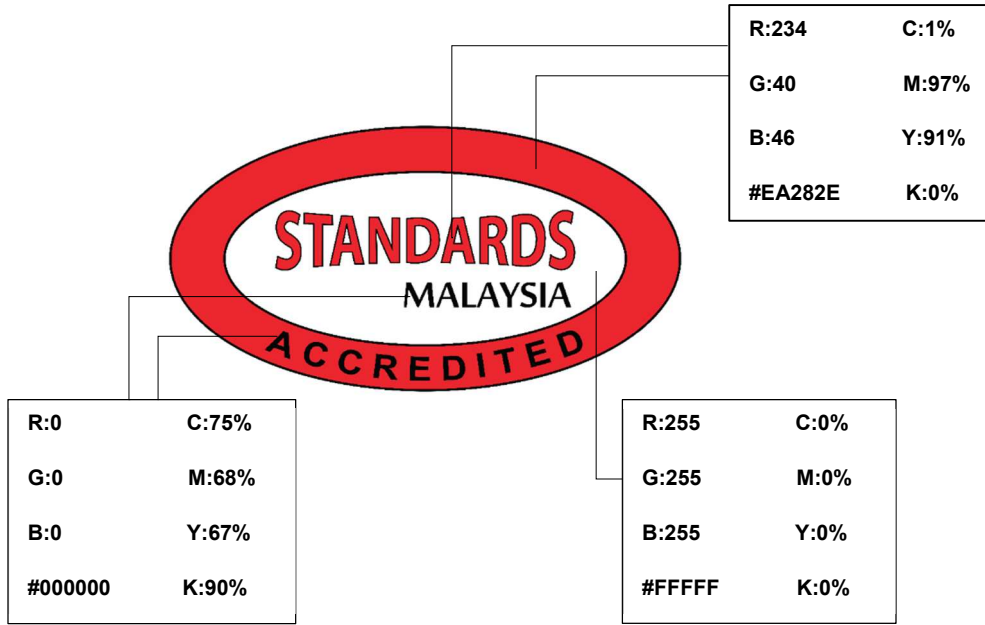 R:234 C:1%
G:40 M:97%
B:46 Y:91%
#EA282E K:0%
STANDARDS
MALAYSIA
ACCREDITED
R:0 C:75%
G:0 M:68%
B:0 Y:67%
#000000 K:90%
R:255 C:0%
G:255 M:0%
B:255 Y:0%
#FFFFF K:0%